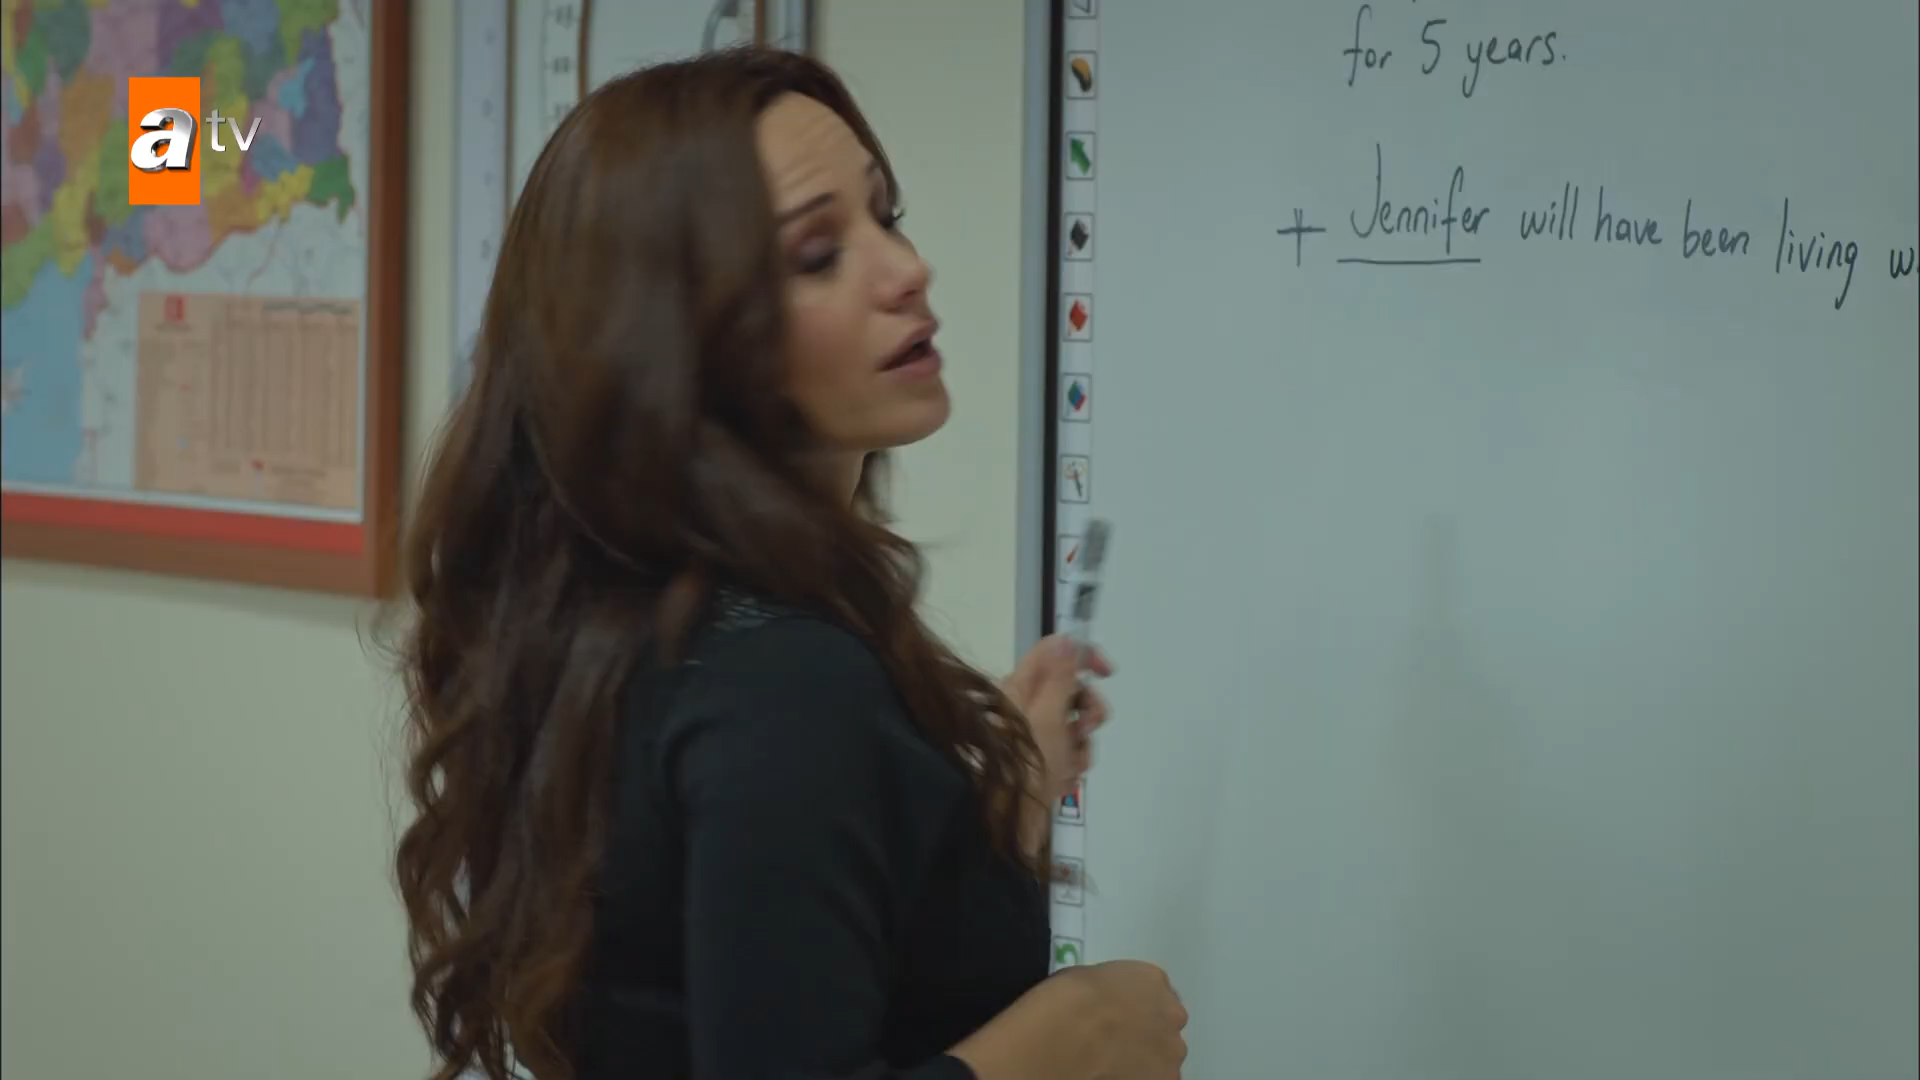 atv
for 5 years.
+ Jennifer will have been living